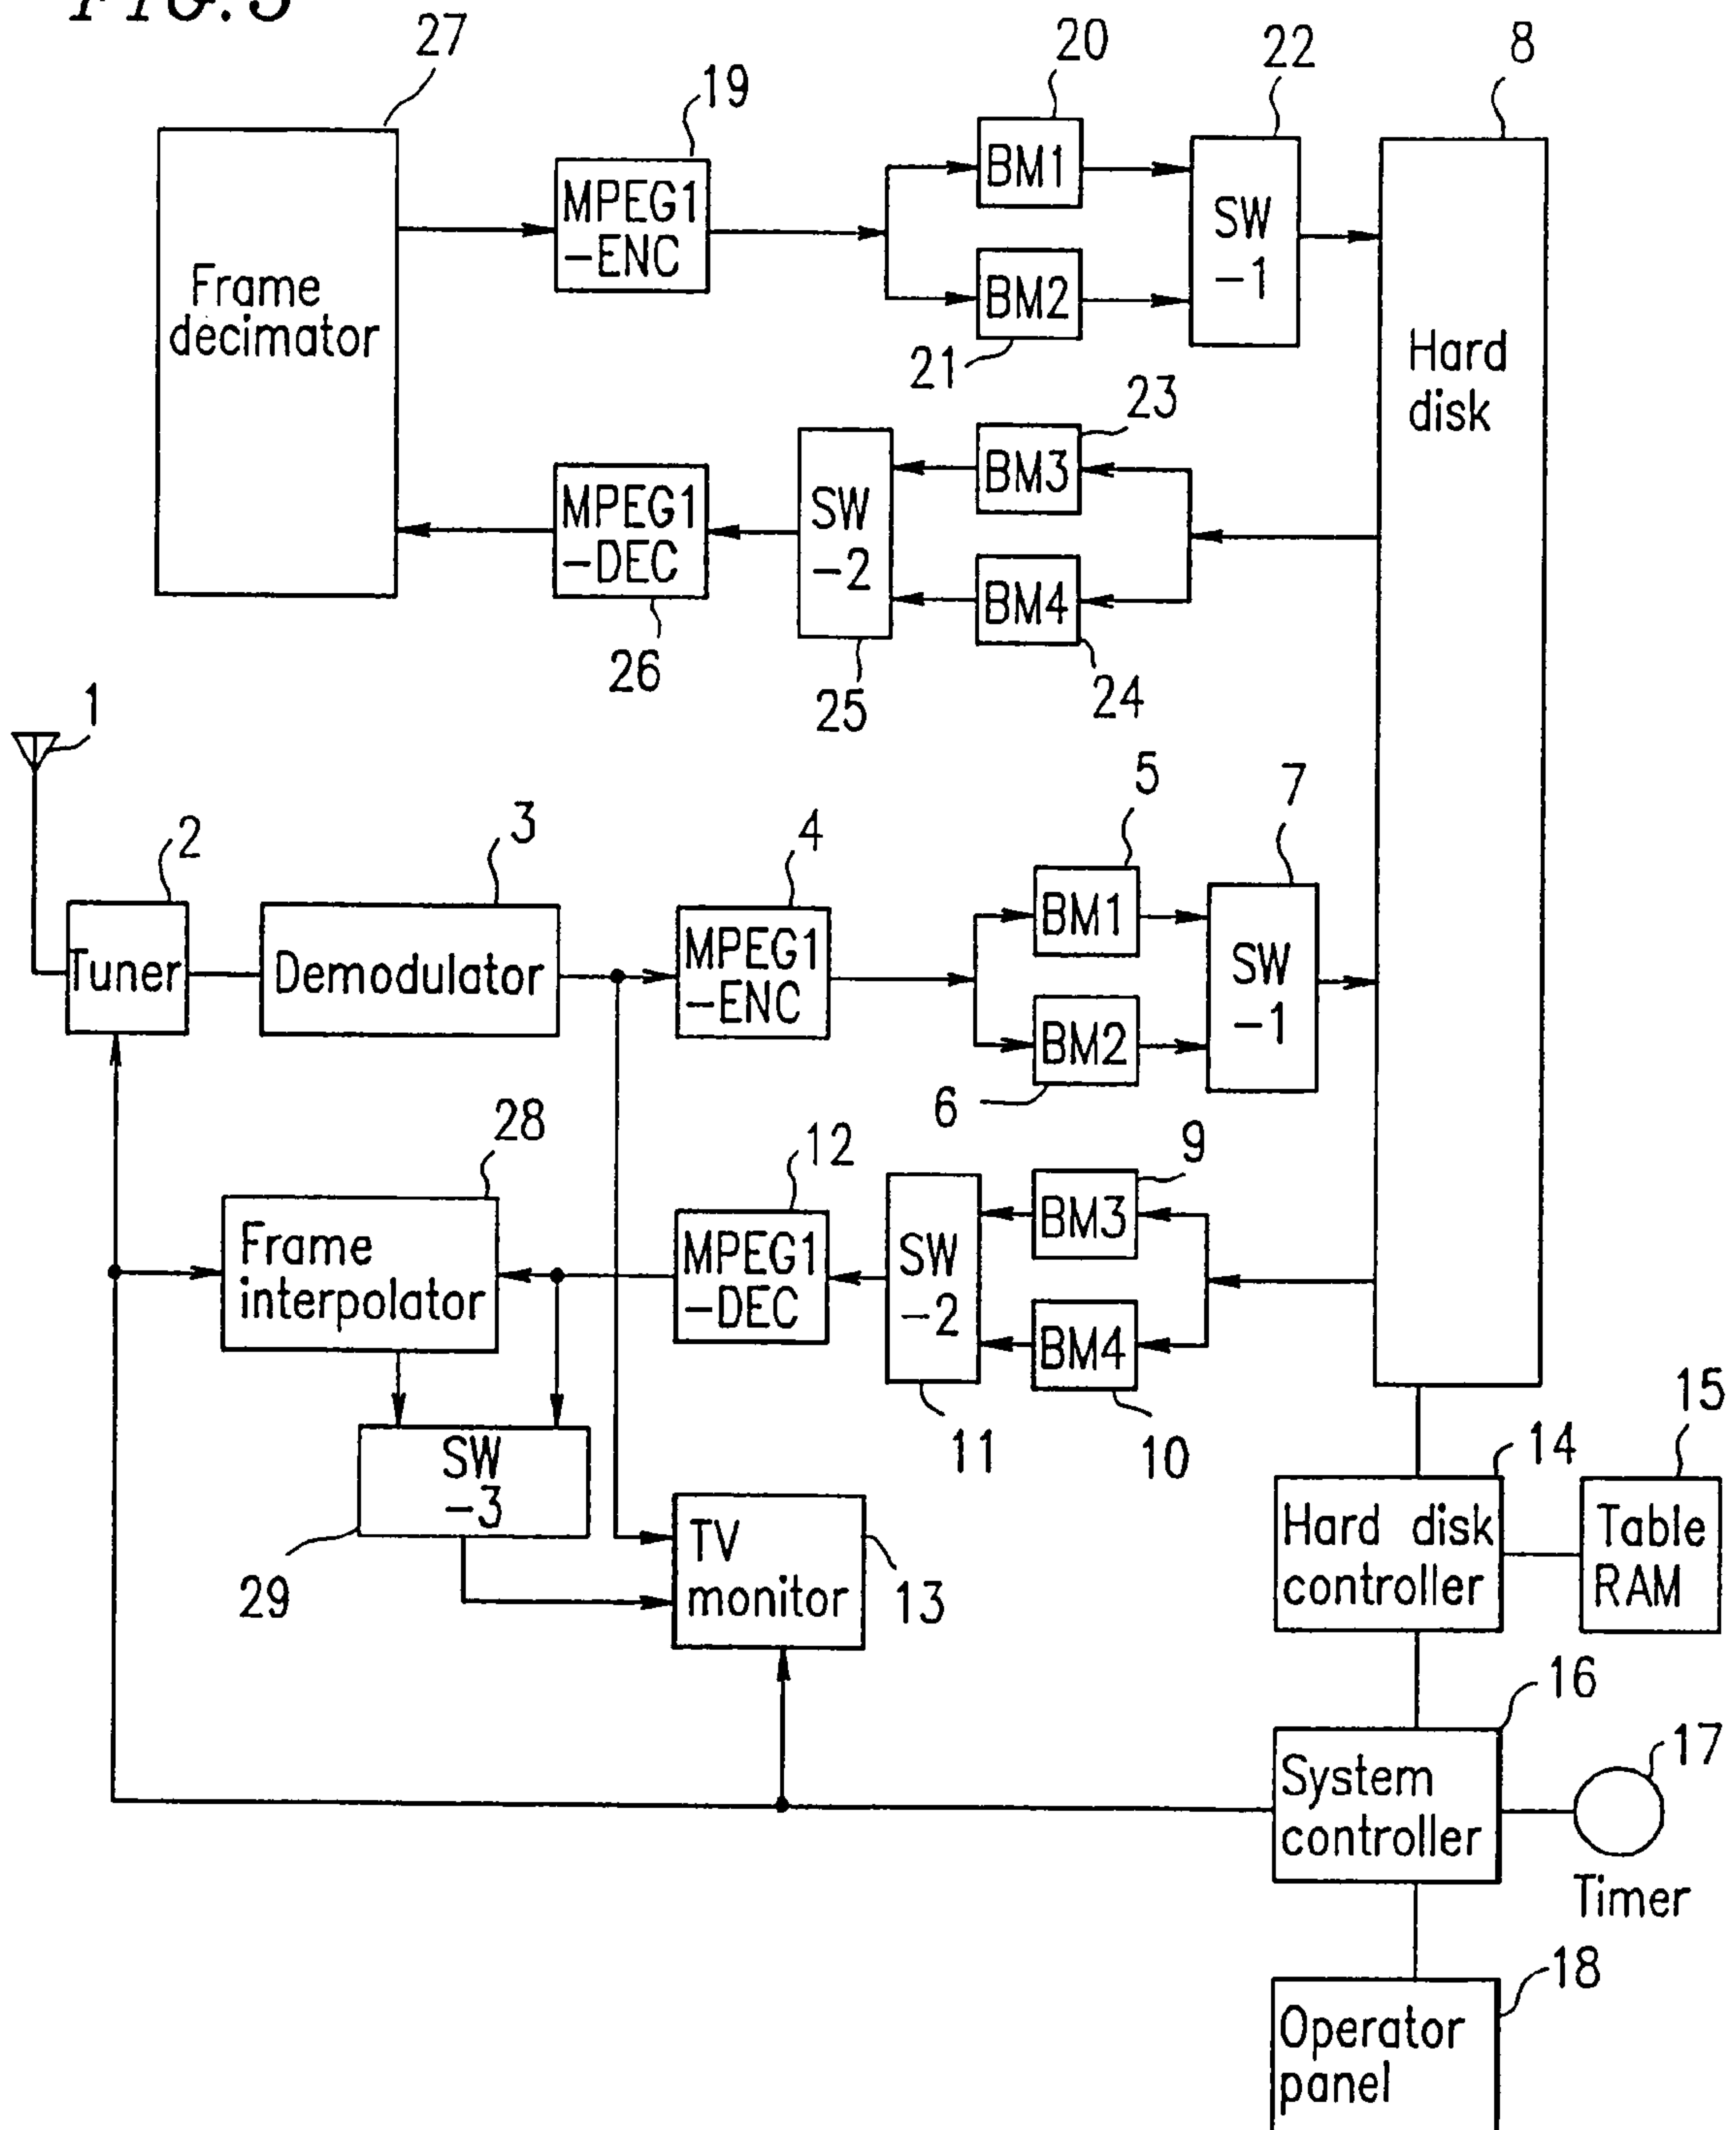 FIG. 3
27
19
20
22
8
MPEG1
-ENC
BM1
SW
-1
BM2
21
Frame
decimator
Hard
disk
23
BM3
MPEG1
-DEC
SW
-2
BM4
26
25
24
1
2
3
4
5
7
Tuner
Demodulator
MPEG1
-ENC
BM1
SW
-1
BM2
6
28
12
9
Frame
interpolator
MPEG1
-DEC
SW
-2
BM3
BM4
11
10
SW
-3
29
TV
monitor
13
14
15
Hard disk
controller
Table
RAM
16
17
System
controller
Timer
18
Operator
panel